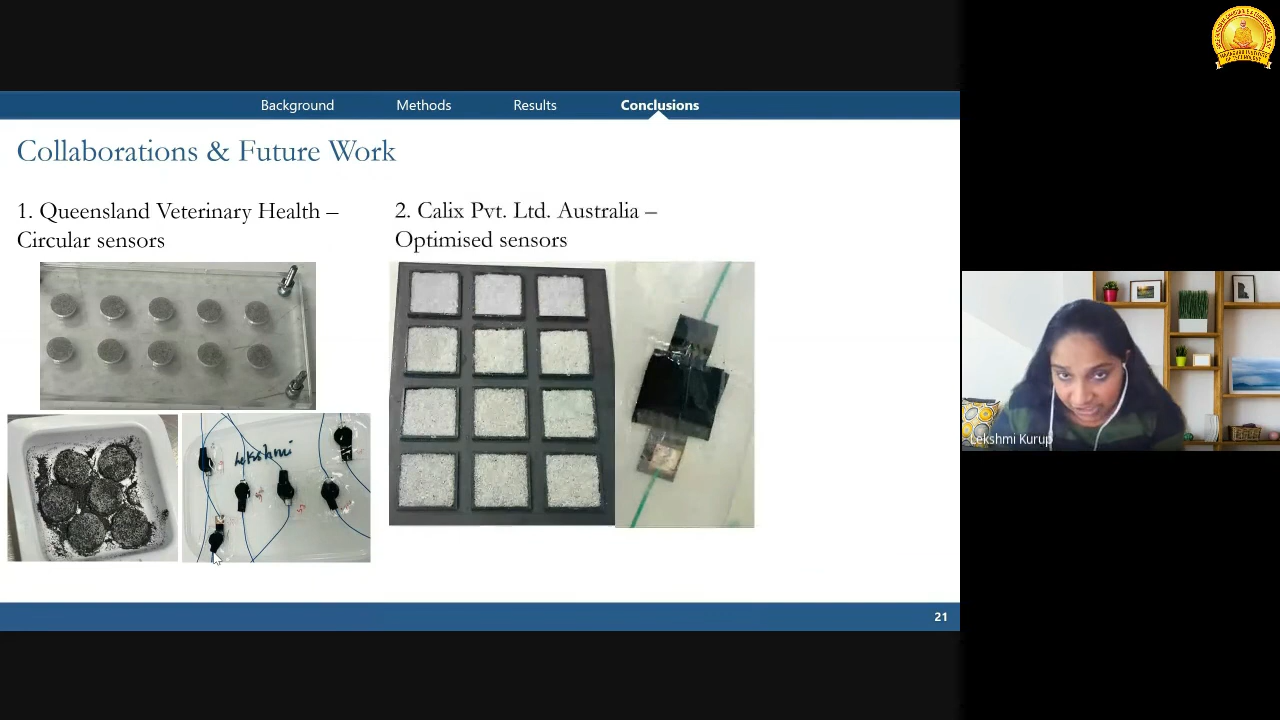 Background Methods Results Conclusions
Collaborations & Future Work
1. Queensland Veterinary Health –
Circular sensors
2. Calix Pvt. Ltd. Australia –
Optimised sensors
Lekshmi
Lekshmi Kurup
21